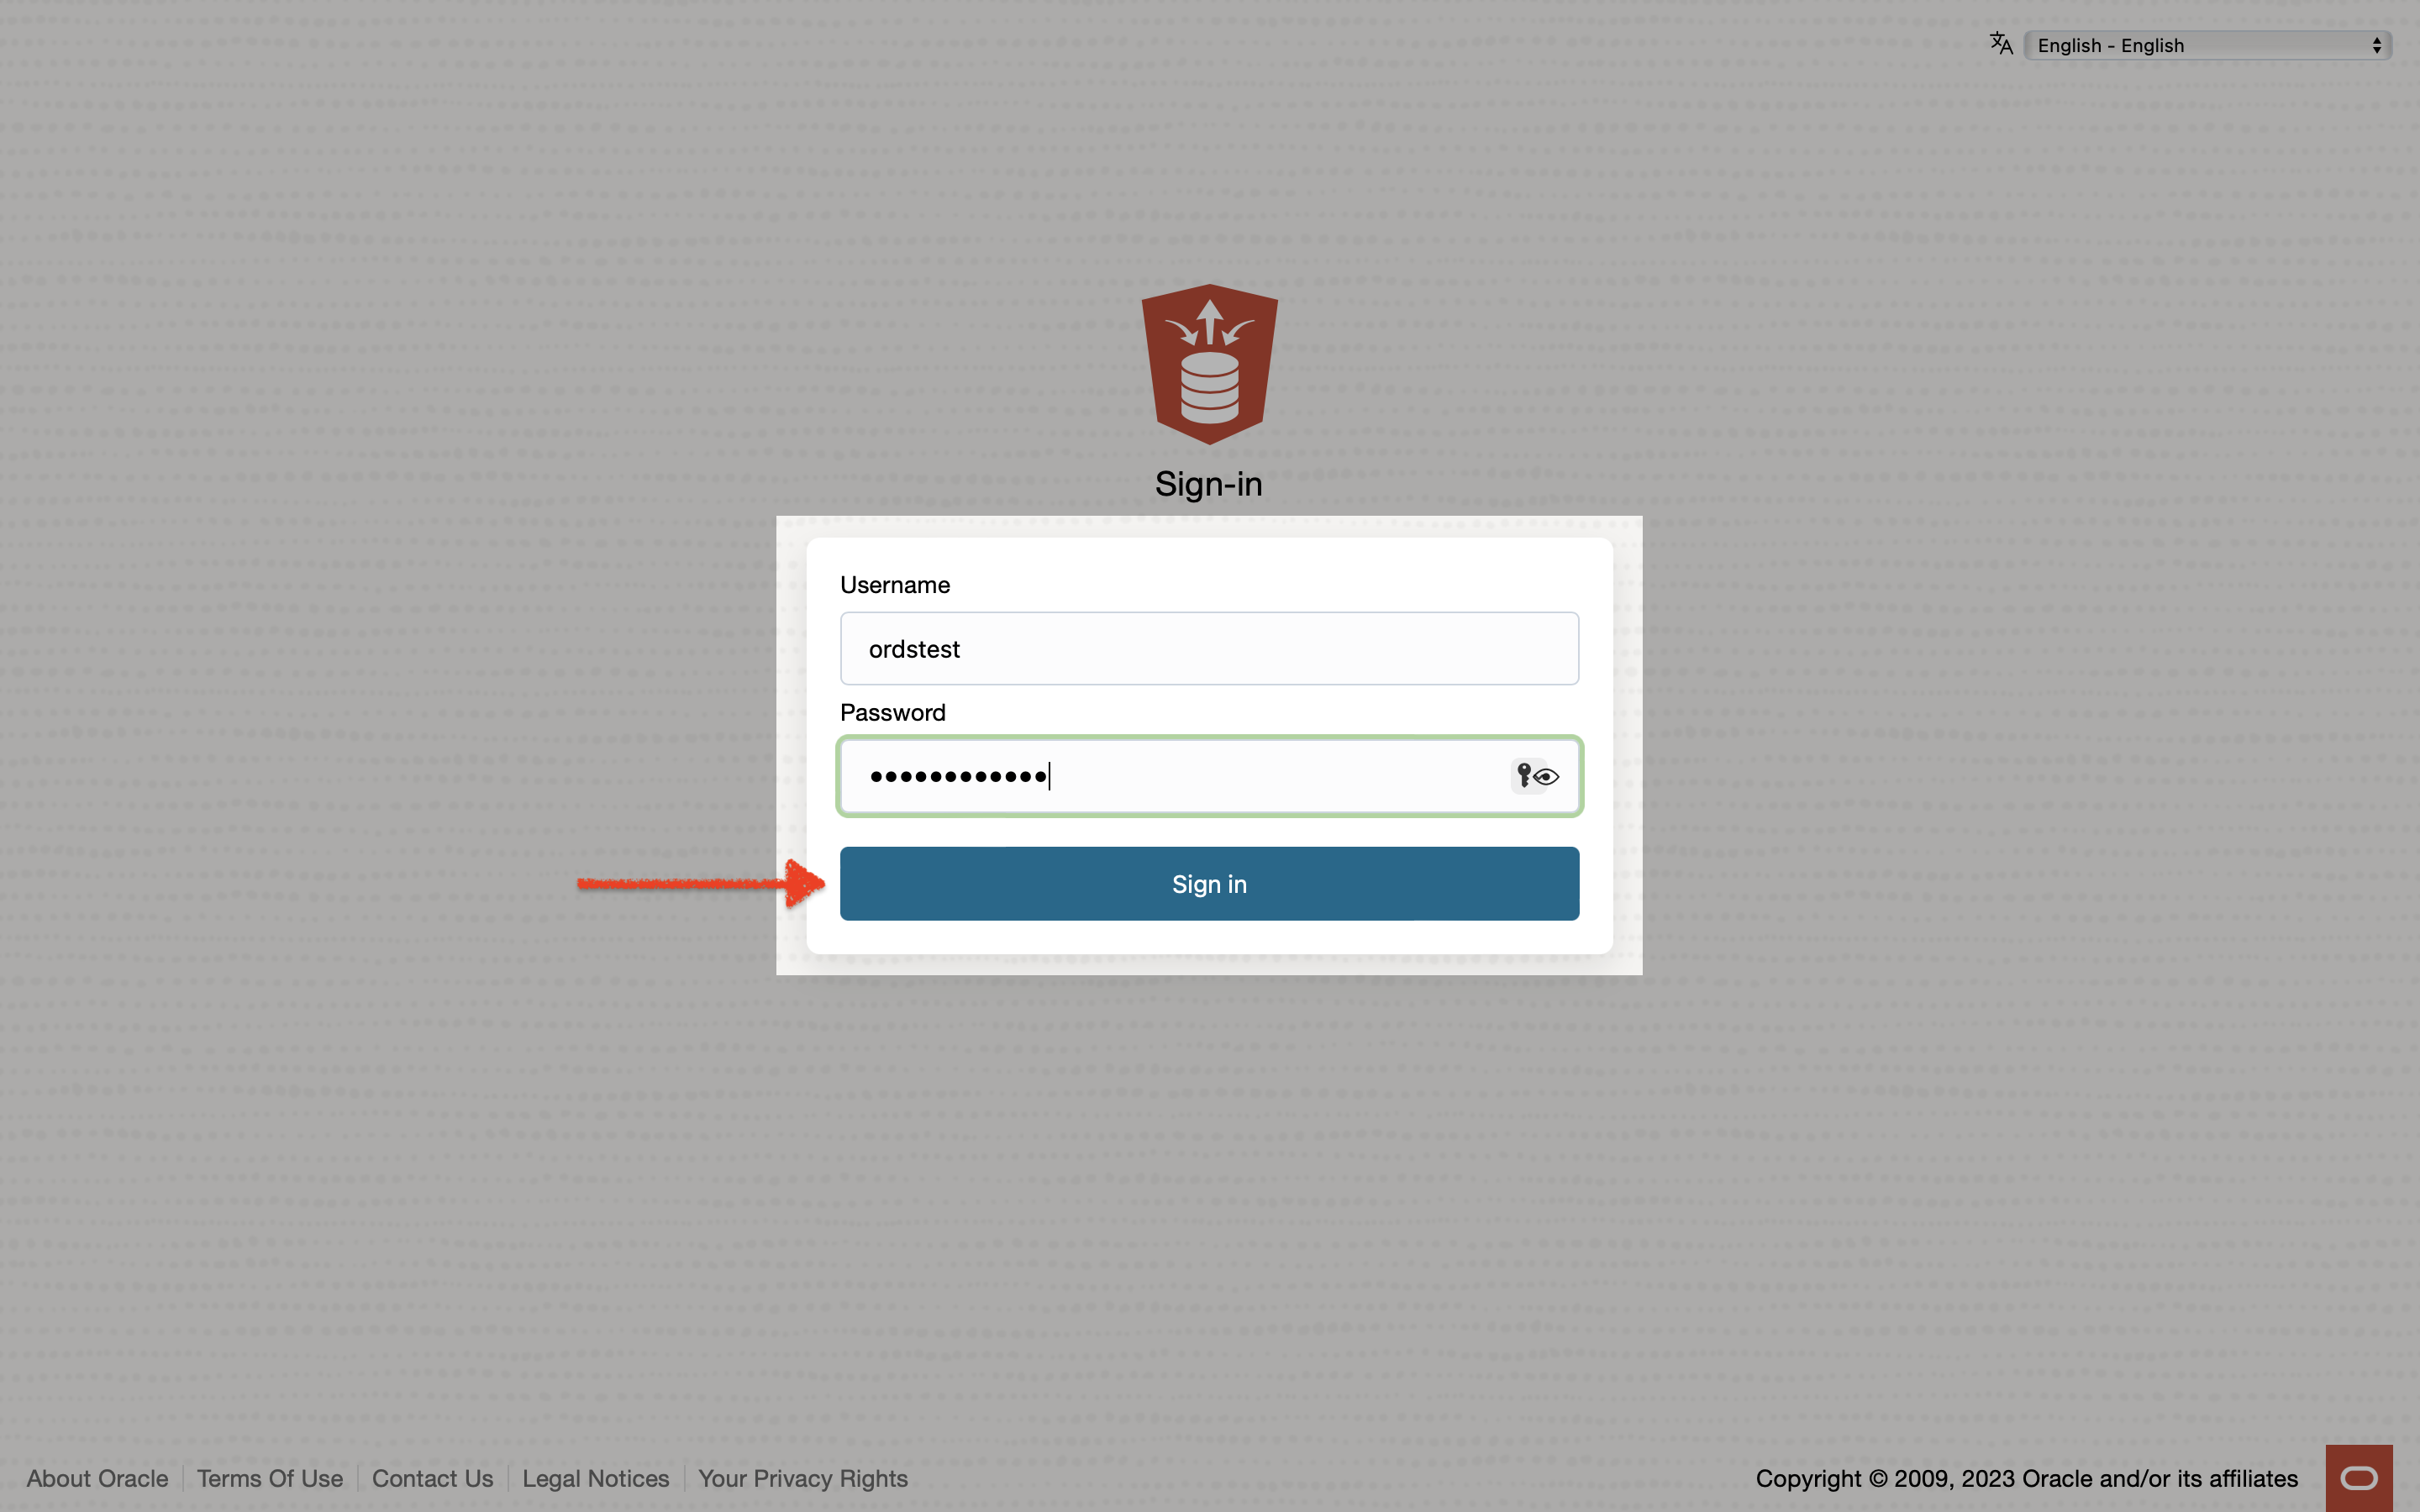 English - English
Sign-in
Username
ordstest
Password
Sign in
About Oracle Terms Of Use Contact Us Legal Notices Your Privacy Rights Copyright © 2009, 2023 Oracle and/or its affiliates